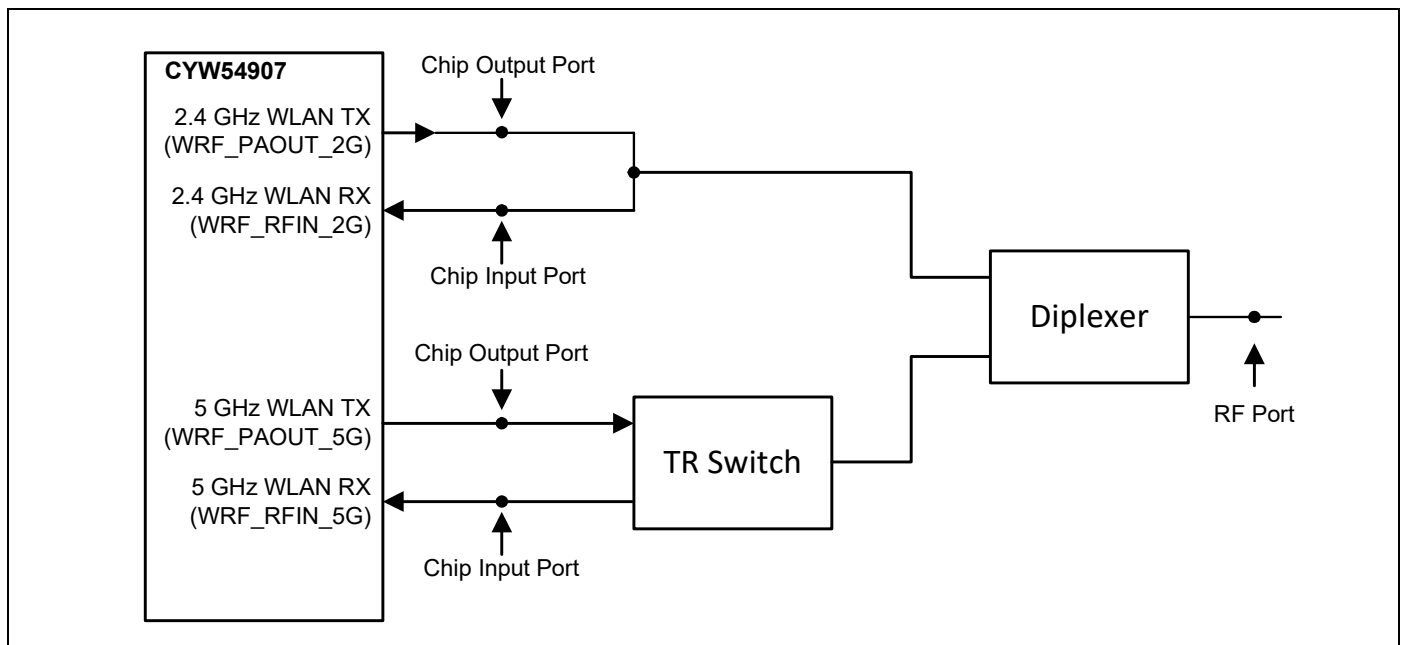 CYW54907
Chip Output Port
2.4 GHz WLAN TX
(WRF_PAOUT_2G)
2.4 GHz WLAN RX
(WRF_RFIN_2G)
Chip Input Port
Diplexer
RF Port
Chip Output Port
5 GHz WLAN TX
(WRF_PAOUT_5G)
TR Switch
5 GHz WLAN RX
(WRF_RFIN_5G)
Chip Input Port